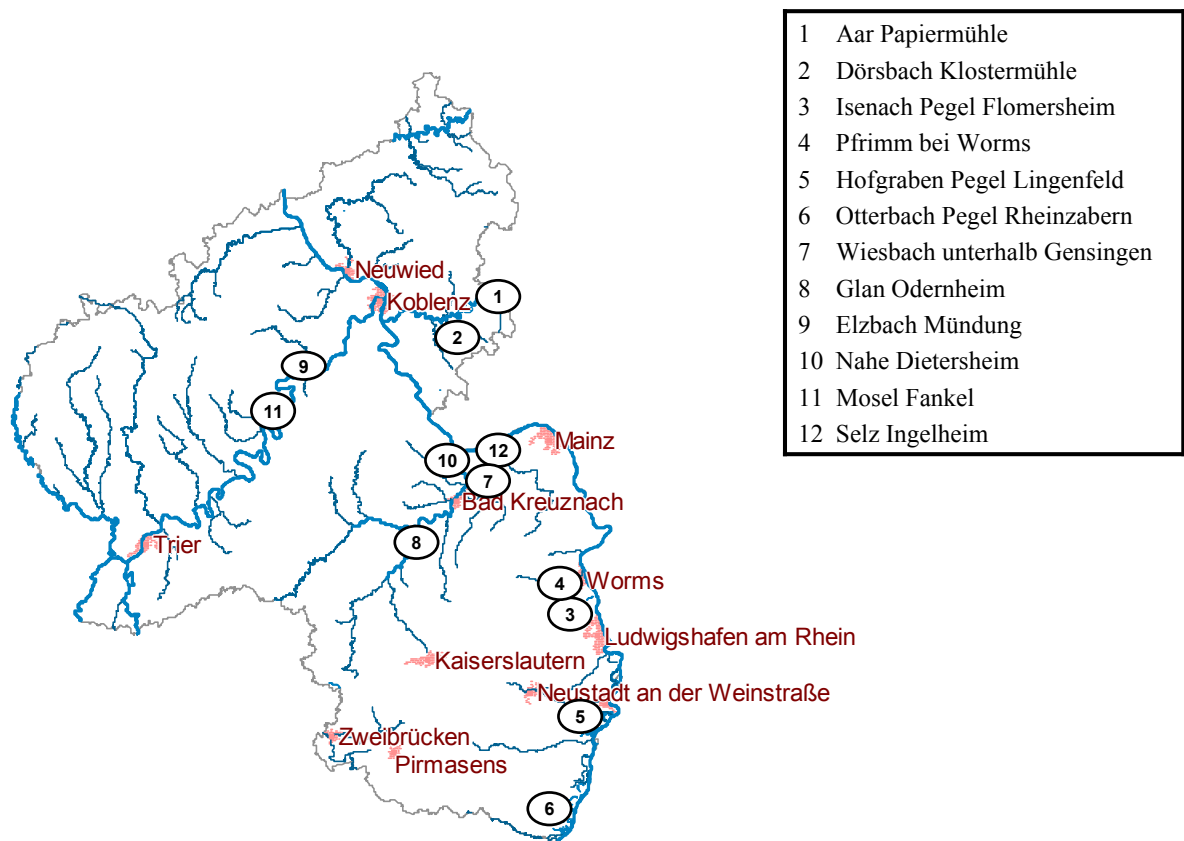 1 Aar Papiermühle
2 Dörsbach Klostermühle
3 Isenach Pegel Flomersheim
4 Pfrimm bei Worms
5 Hofgraben Pegel Lingenfeld
6 Otterbach Pegel Rheinzabern
7 Wiesbach unterhalb Gensingen
8 Glan Odernheim
9 Elzbach Mündung
10 Nahe Dietersheim
11 Mosel Fankel
12 Selz Ingelheim
Neuwied
1
Koblenz
2
9
11
Mainz
12
10
7
Bad Kreuznach
8
Trier
4
Worms
3
Ludwigshafen am Rhein
Kaiserslautern
Neustadt an der Weinstraße
5
Zweibrücken
Pirmasens
6